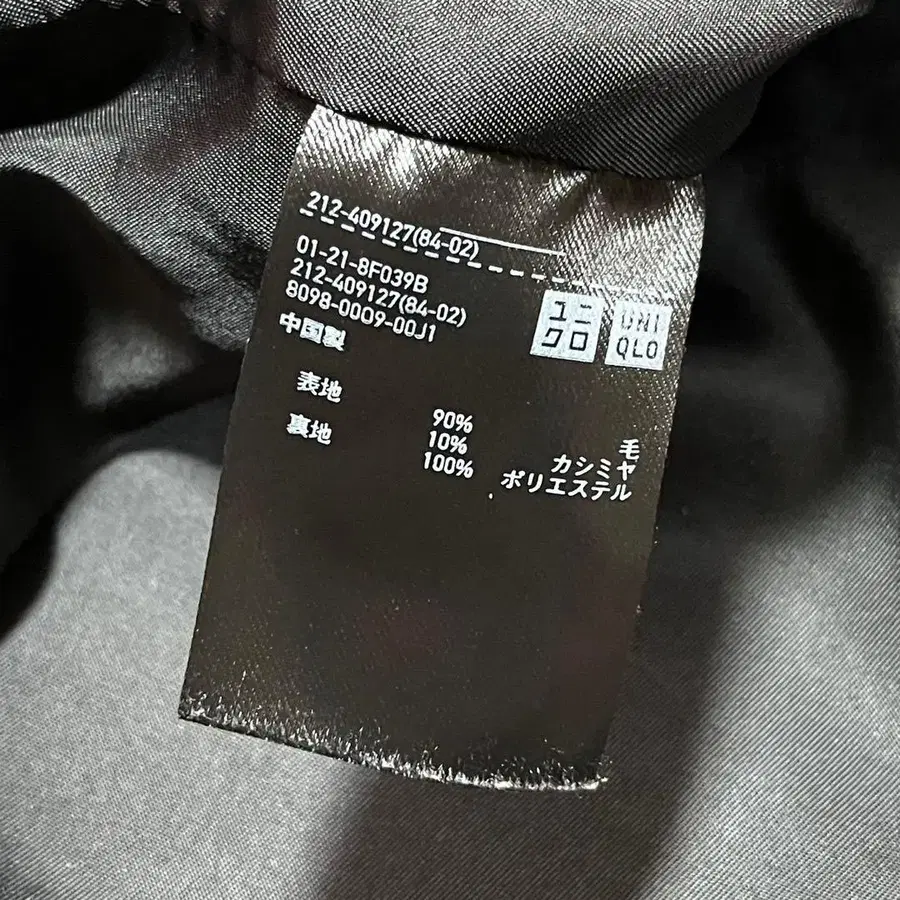 212-409127(84-02)
01-21-8F039B
212-409127(84-02)
8098-0009-00J1
中国製
ユニ
クロ
UNI
QLO
表地 90% 毛
10% カシミヤ
裏地 100% ポリエステル